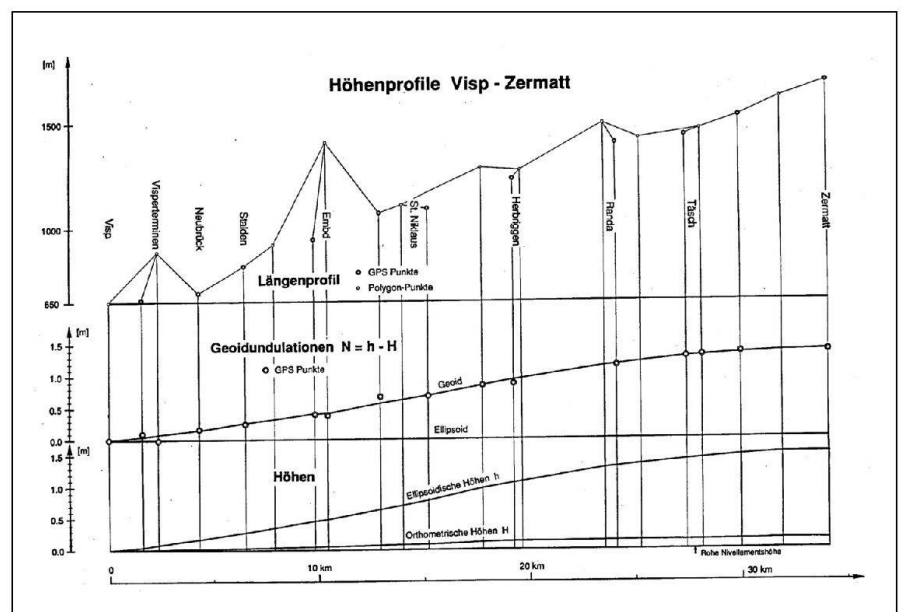 [m]
Höhenprofile Visp - Zermatt
1500
1000
650
Visp
Visperterminen
Neubrück
Stalden
Embd
St. Niklaus
Herbriggen
Randa
Täsch
Zermatt
Längenprofil
GPS Punkte
Polygon-Punkte
[m]
1.5
1.0
0.5
0.0
Geoidundulationen N = h - H
GPS Punkte
Geoid
Ellipsoid
[m]
1.5
1.0
0.5
0.0
Höhen
Ellipsoidische Höhen h
Orthometrische Höhen H
Rohe Nivellementshöhe
0
10 km
20 km
30 km